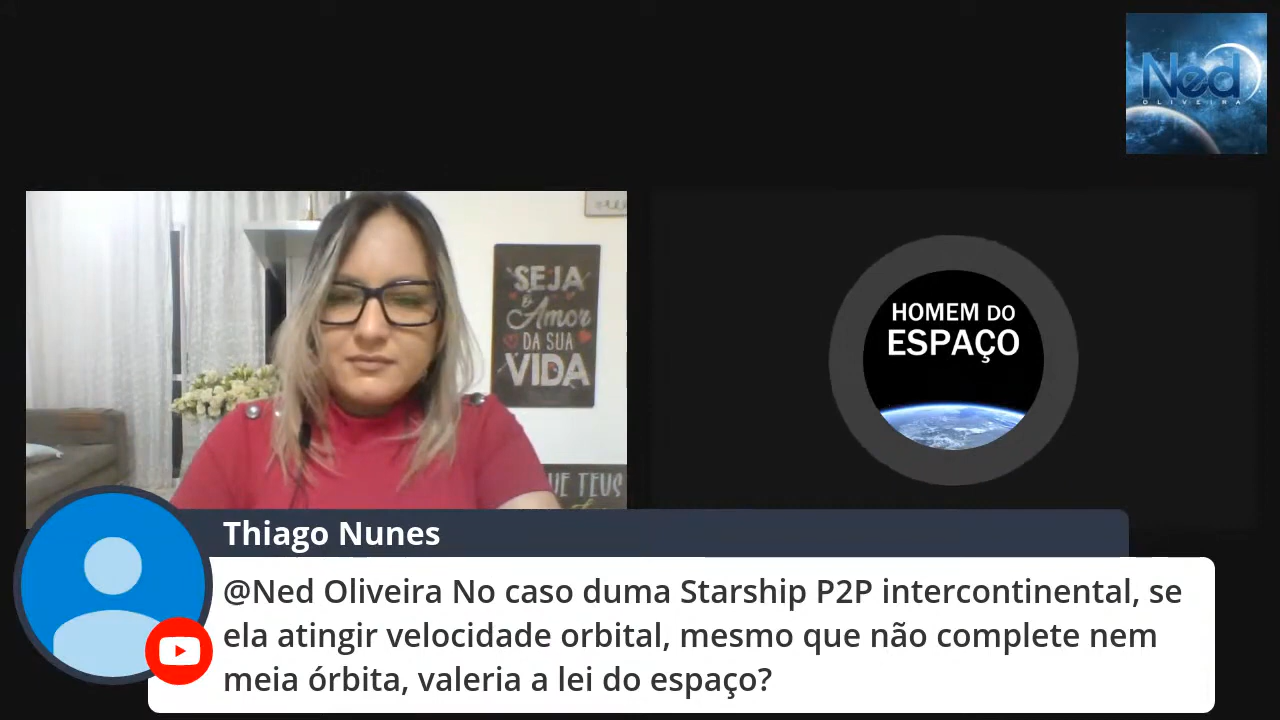 Ned
OLIVEIRA
SEJA
o
Amor
DA SUA
VIDA
HOMEM DO
ESPAÇO
UE TEUS
Thiago Nunes
@Ned Oliveira No caso duma Starship P2P intercontinental, se
ela atingir velocidade orbital, mesmo que não complete nem
meia órbita, valeria a lei do espaço?